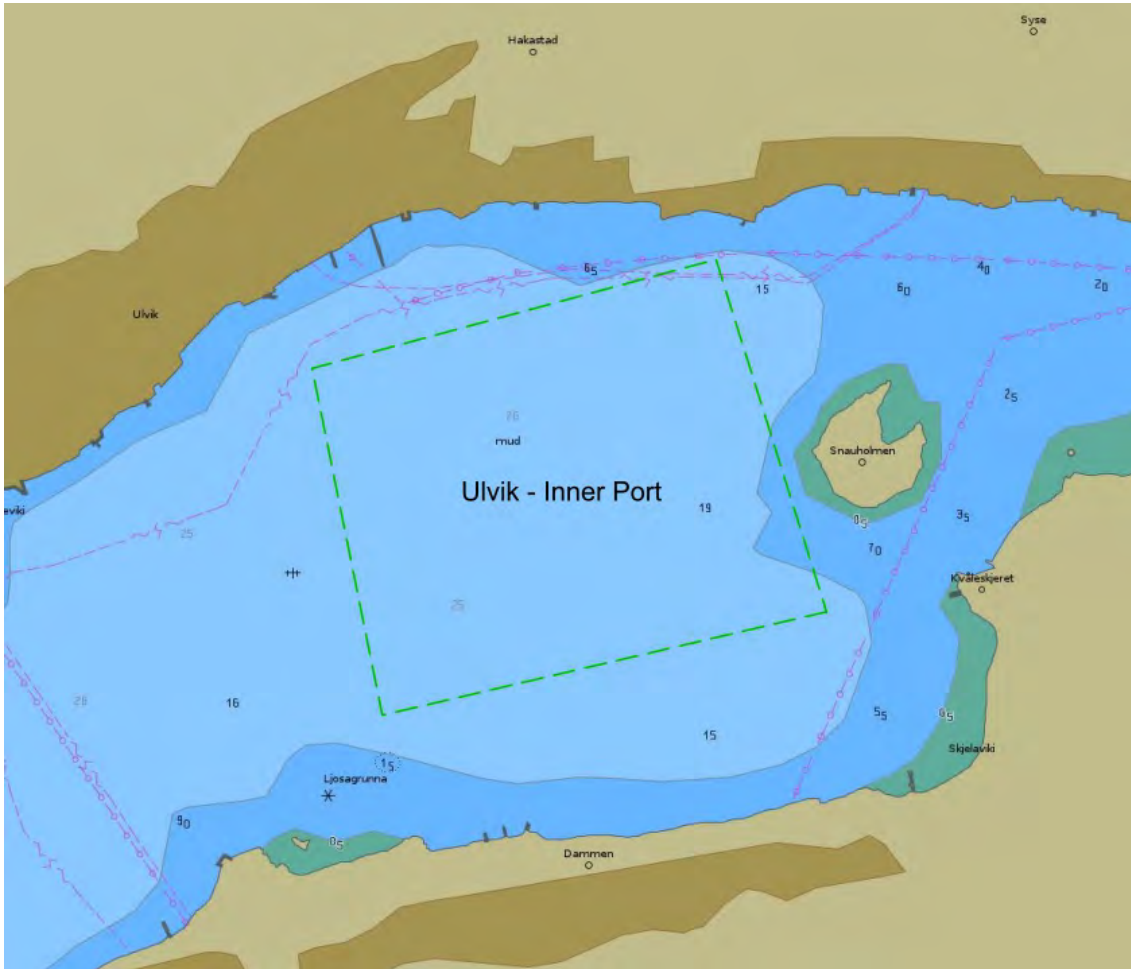 Syse
Hakastad
6₅
4₀
15
6₀
2₀
Ulvik
2₅
26
mud
Snauholmen
Ulvik - Inner Port
19
0₅
3₅
eviki
25
7₀
Kvåleskjeret
25
28
16
5₅
0₅
15
Skjelaviki
1₅
Ljosagrunna
9₀
0₅
Dammen